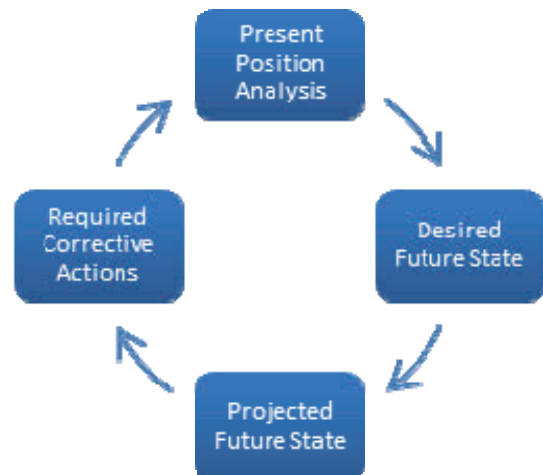 Present
Position
Analysis
Desired
Future State
Projected
Future State
Required
Corrective
Actions